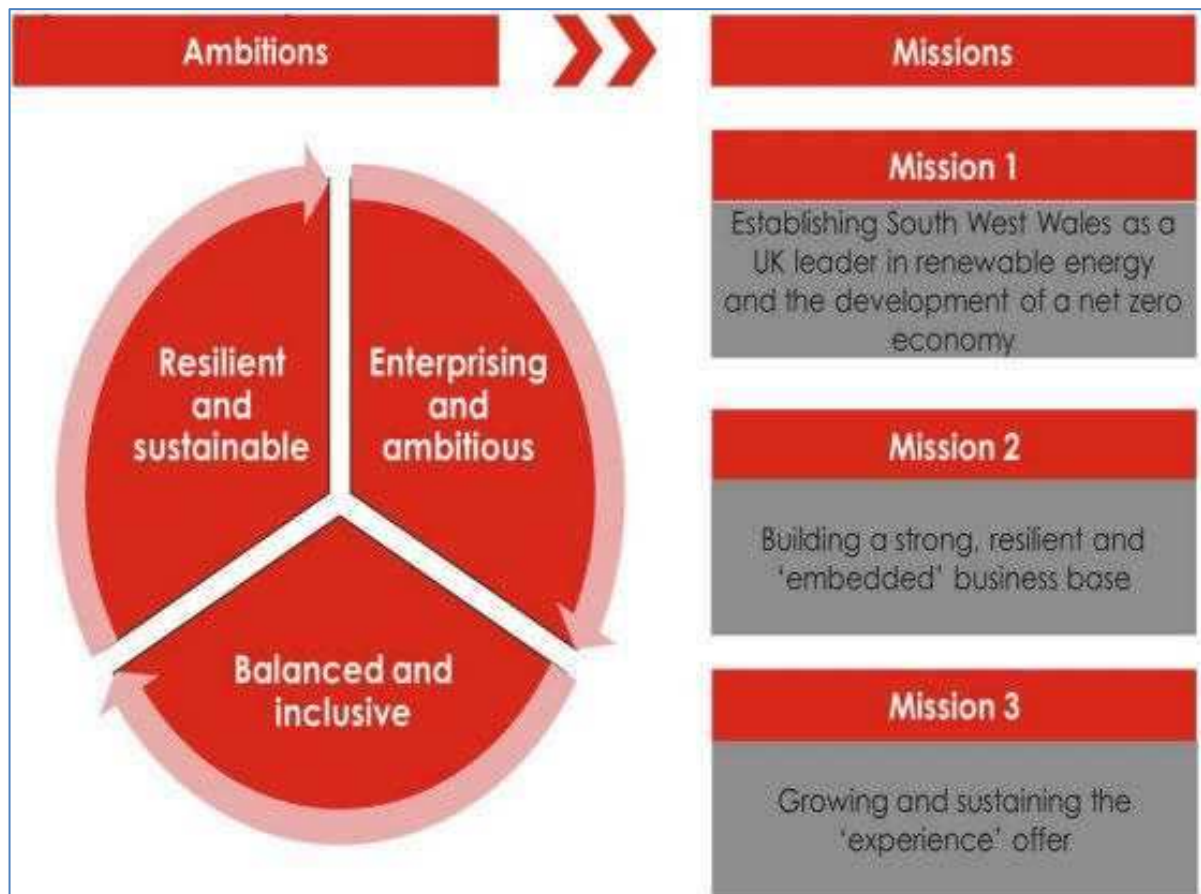 Ambitions
Missions
Resilient
and
sustainable
Enterprising
and
ambitious
Balanced and
inclusive
Mission 1
Establishing South West Wales as a
UK leader in renewable energy
and the development of a net zero
economy
Mission 2
Building a strong, resilient and
‘embedded’ business base
Mission 3
Growing and sustaining the
‘experience’ offer